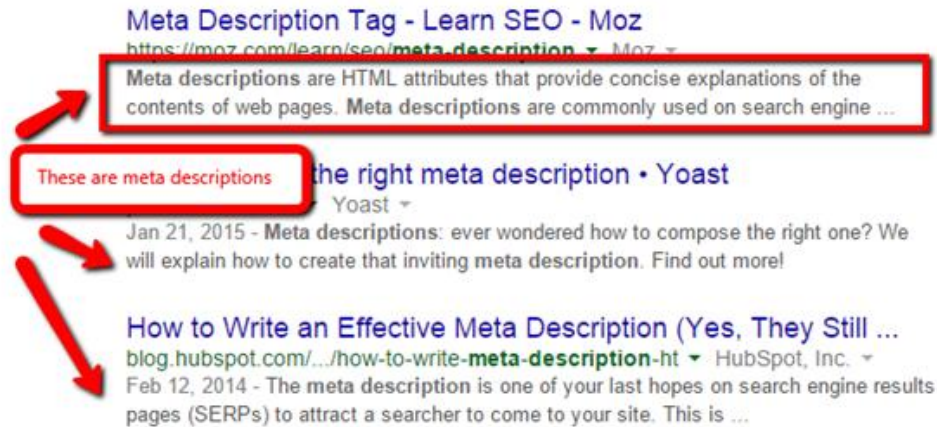 Meta Description Tag - Learn SEO - Moz
https://moz.com/learn/seo/meta-description Moz
Meta descriptions are HTML attributes that provide concise explanations of the
contents of web pages. Meta descriptions are commonly used on search engine ...
These are meta descriptions
the right meta description • Yoast
Yoast
Jan 21, 2015 - Meta descriptions: ever wondered how to compose the right one? We
will explain how to create that inviting meta description. Find out more!
How to Write an Effective Meta Description (Yes, They Still ...
blog.hubspot.com/.../how-to-write-meta-description-ht HubSpot, Inc.
Feb 12, 2014 - The meta description is one of your last hopes on search engine results
pages (SERPs) to attract a searcher to come to your site. This is ...